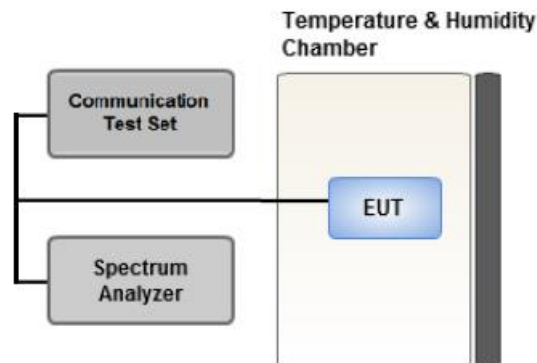 Temperature & Humidity
Chamber
Communication
Test Set
EUT
Spectrum
Analyzer